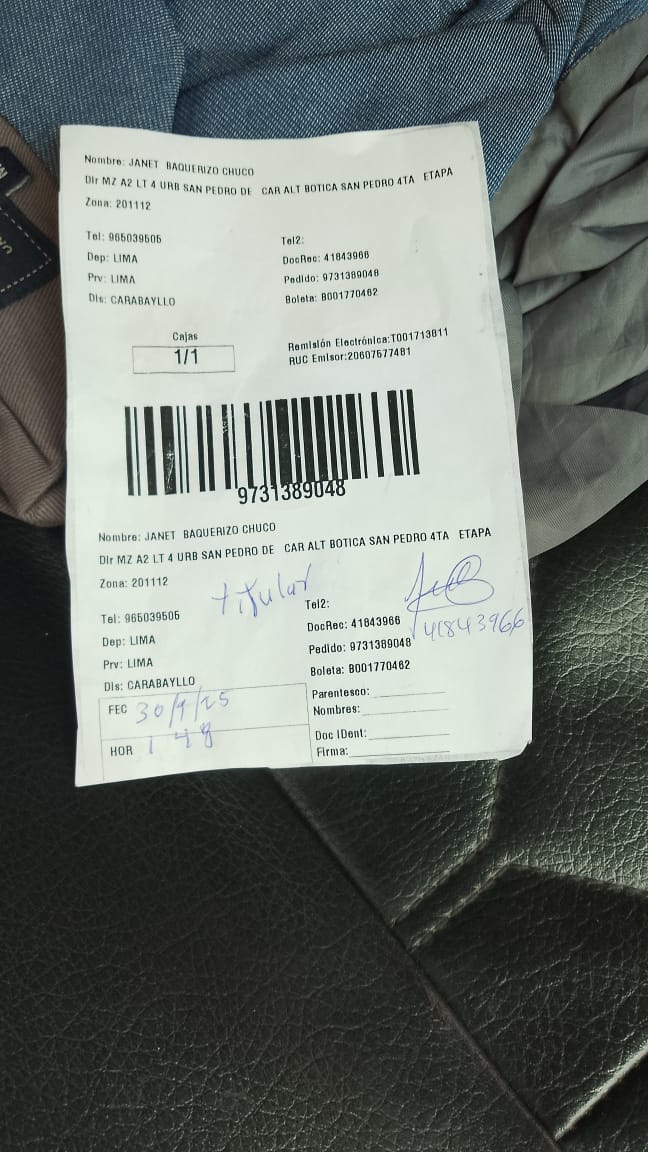 Nombre: JANET BAQUERIZO CHUCO
Dir MZ A2 LT 4 URB SAN PEDRO DE CAR ALT BOTICA SAN PEDRO 4TA ETAPA
Zona: 201112
Tel: 965039505 Tel2:
Dep: LIMA DocRec: 41843966
Prv: LIMA Pedido: 9731389048
Dis: CARABAYLLO Boleta: B001770462
Cajas
1/1
Remisión Electrónica:T001713811
RUC Emisor:20607577481
9731389048
Nombre: JANET BAQUERIZO CHUCO
Dir MZ A2 LT 4 URB SAN PEDRO DE CAR ALT BOTICA SAN PEDRO 4TA ETAPA
Zona: 201112
titular
Tel: 965039505 Tel2:
Dep: LIMA DocRec: 41843966
41843966
Prv: LIMA Pedido: 9731389048
Dis: CARABAYLLO Boleta: B001770462
FEC 30/9/25 Parentesco:
Nombres:
HOR 1 48 Doc IDent:
Firma: